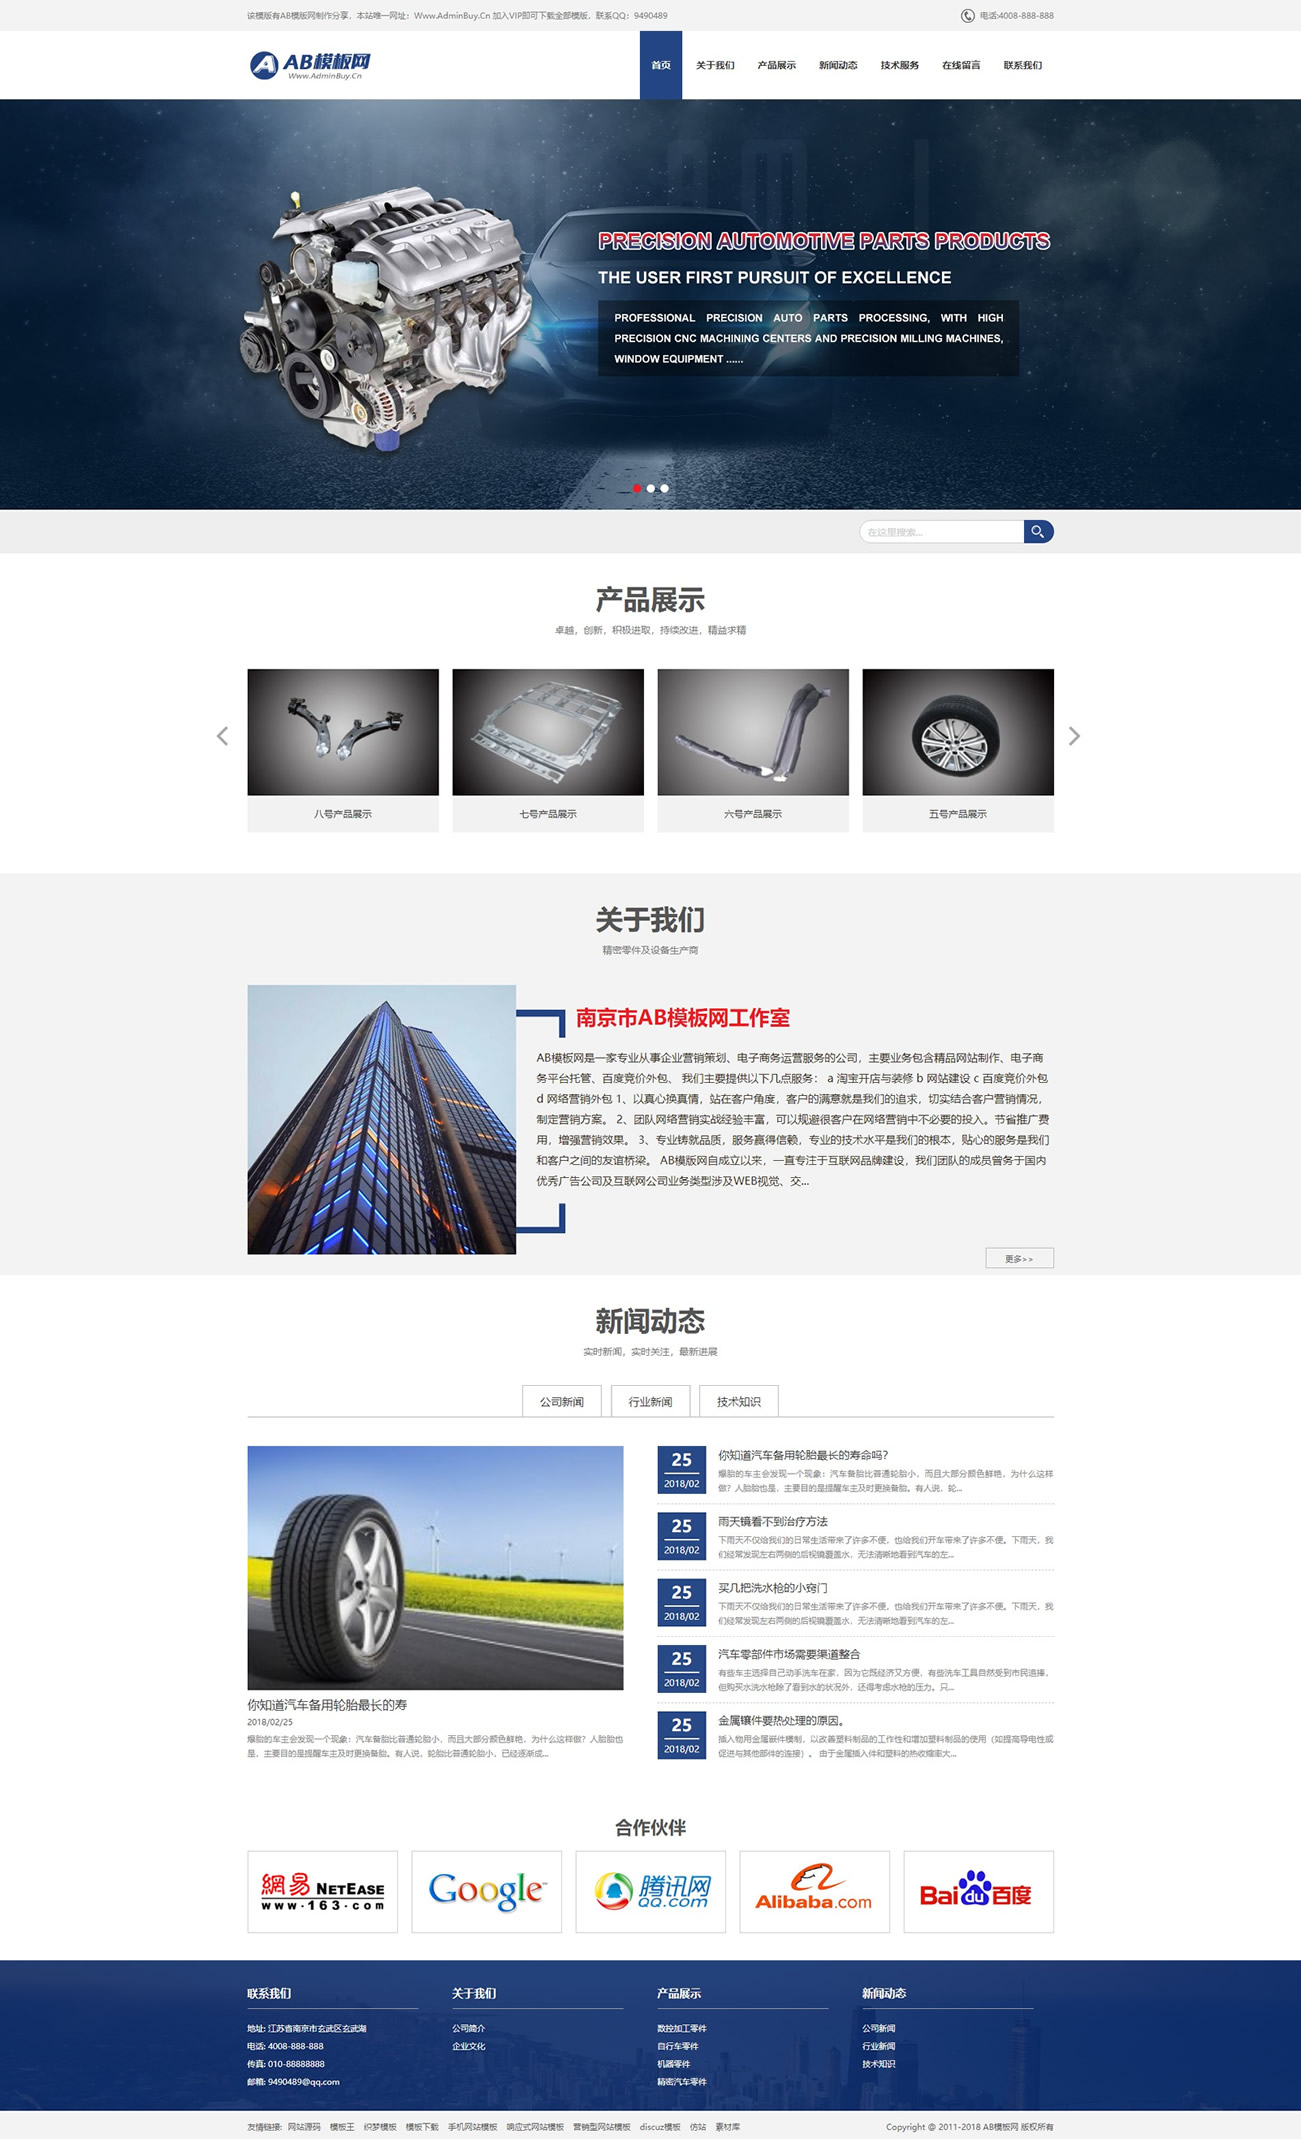 该模版有AB模版网制作分享，本站唯一网址：Www.AdminBuy.Cn 加入VIP即可下载全部模版，联系QQ：9490489
电话:4008-888-888
AB模板网
Www.AdminBuy.Cn
首页 关于我们 产品展示 新闻动态 技术服务 在线留言 联系我们
GTO
PRECISION AUTOMOTIVE PARTS PRODUCTS
THE USER FIRST PURSUIT OF EXCELLENCE
PROFESSIONAL PRECISION AUTO PARTS PROCESSING, WITH HIGH
PRECISION CNC MACHINING CENTERS AND PRECISION MILLING MACHINES,
WINDOW EQUIPMENT ......
在这里搜索...
产品展示
卓越，创新，积极进取，持续改进，精益求精
八号产品展示 七号产品展示 六号产品展示 五号产品展示
关于我们
精密零件及设备生产商
南京市AB模板网工作室
AB模板网是一家专业从事企业营销策划、电子商务运营服务的公司，主要业务包含精品网站制作、电子商
务平台托管、百度竞价外包、 我们主要提供以下几点服务： a 淘宝开店与装修 b 网站建设 c 百度竞价外包
d 网络营销外包 1、以真心换真情，站在客户角度，客户的满意就是我们的追求，切实结合客户营销情况，
制定营销方案。 2、团队网络营销实战经验丰富，可以规避很客户在网络营销中不必要的投入。节省推广费
用，增强营销效果。 3、专业铸就品质，服务赢得信赖，专业的技术水平是我们的根本，贴心的服务是我们
和客户之间的友谊桥梁。 AB模版网自成立以来，一直专注于互联网品牌建设，我们团队的成员曾务于国内
优秀广告公司及互联网公司业务类型涉及WEB视觉、交...
更多>>
新闻动态
实时新闻，实时关注，最新进展
公司新闻 行业新闻 技术知识
你知道汽车备用轮胎最长的寿
2018/02/25
爆胎的车主会发现一个现象：汽车备胎比普通轮胎小，而且大部分颜色鲜艳，为什么这样做？人胎胎也
是，主要目的是提醒车主及时更换备胎。有人说，轮胎比普通轮胎小，已经逐渐成...
25
2018/02
你知道汽车备用轮胎最长的寿命吗？
爆胎的车主会发现一个现象：汽车备胎比普通轮胎小，而且大部分颜色鲜艳，为什么这样
做？人胎胎也是，主要目的是提醒车主及时更换备胎。有人说，轮...
25
2018/02
雨天镜看不到治疗方法
下雨天不仅给我们的日常生活带来了许多不便，也给我们开车带来了许多不便。下雨天，我
们经常发现左右两侧的后视镜覆盖水，无法清晰地看到汽车的左...
25
2018/02
买几把洗水枪的小窍门
下雨天不仅给我们的日常生活带来了许多不便，也给我们开车带来了许多不便。下雨天，我
们经常发现左右两侧的后视镜覆盖水，无法清晰地看到汽车的左...
25
2018/02
汽车零部件市场需要渠道整合
有些车主选择自己动手洗车在家，因为它既经济又方便，有些洗车工具自然受到市民追捧，
但购买水洗水枪除了看到水的状况外，还得考虑水枪的压力。只...
25
2018/02
金属镶件要热处理的原因。
插入物用金属嵌件模制，以改善塑料制品的工作性和增加塑料制品的使用（如提高导电性或
促进与其他部件的连接）。 由于金属插入件和塑料的热收缩率大...
合作伙伴
網易 NETEASE
www.163.com
Google™
腾讯网
QQ.com
Alibaba.com
Bai du 百度
联系我们
地址: 江苏省南京市玄武区玄武湖
电话: 4008-888-888
传真: 010-88888888
邮箱: 9490489@qq.com
关于我们
公司简介
企业文化
产品展示
数控加工零件
自行车零件
机器零件
精密汽车零件
新闻动态
公司新闻
行业新闻
技术知识
友情链接: 网站源码 模板王 织梦模板 模板下载 手机网站模板 响应式网站模板 营销型网站模板 discuz模板 仿站 素材库
Copyright @ 2011-2018 AB模板网 版权所有